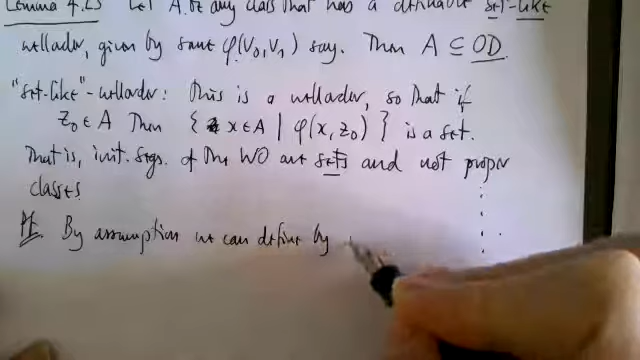 Lemma 4.25 Let A be any class that has a definable set-like
wellorder, given by some φ(v₀,v₁) say. Then A ⊆ OD.
"set-like"-wellorder: This is a wellorder, so that if
z₀ ∈ A then { x ∈ A | φ(x, z₀) } is a set.
That is, init. segs. of the WO are sets and not proper
classes
Pf. By assumption we can define by